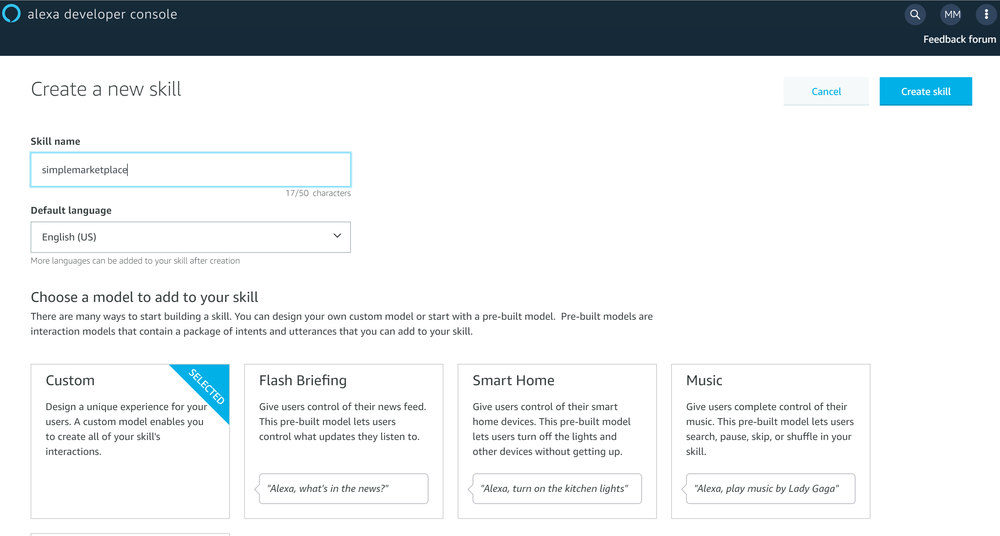 alexa developer console
MM
Feedback forum
Create a new skill
Cancel
Create skill
Skill name
simplemarketplace
17/50 characters
Default language
English (US)
More languages can be added to your skill after creation
Choose a model to add to your skill
There are many ways to start building a skill. You can design your own custom model or start with a pre-built model. Pre-built models are
interaction models that contain a package of intents and utterances that you can add to your skill.
Custom
SELECTED
Design a unique experience for your
users. A custom model enables you
to create all of your skill's
interactions.
Flash Briefing
Give users control of their news feed.
This pre-built model lets users
control what updates they listen to.
"Alexa, what's in the news?"
Smart Home
Give users control of their smart
home devices. This pre-built model
lets users turn off the lights and
other devices without getting up.
"Alexa, turn on the kitchen lights"
Music
Give users complete control of their
music. This pre-built model lets users
search, pause, skip, or shuffle in your
skill.
"Alexa, play music by Lady Gaga"